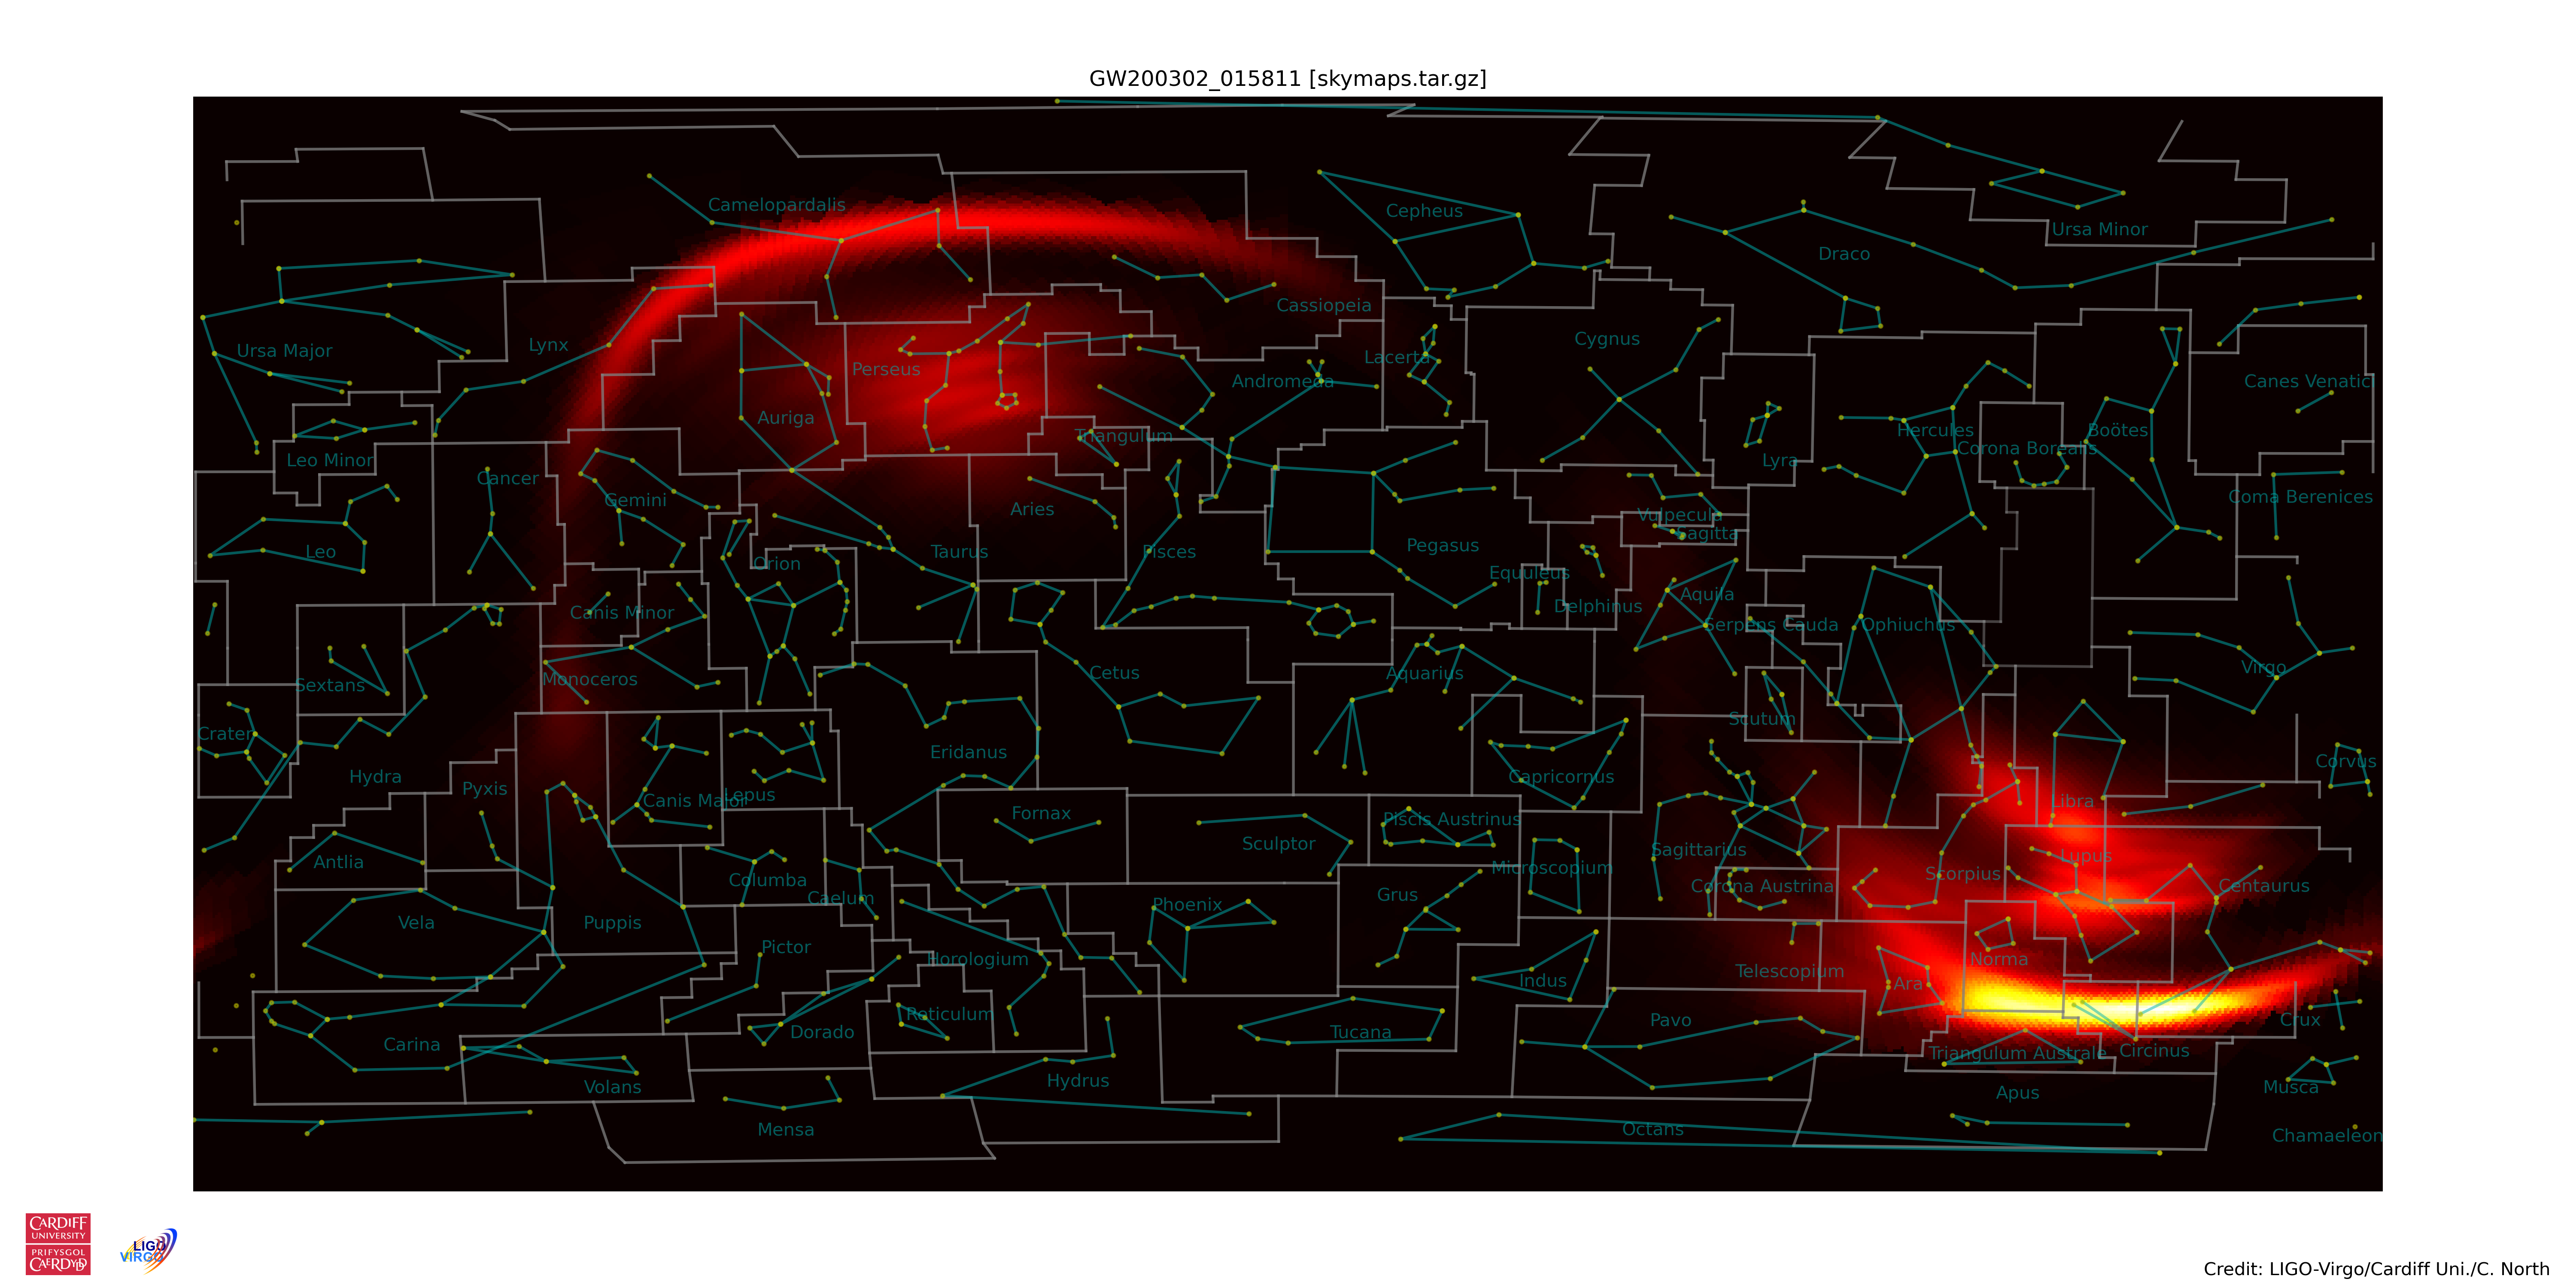 GW200302_015811 [skymaps.tar.gz]
Camelopardalis
Cepheus
Ursa Minor
Draco
Cassiopeia
Cygnus
Lynx
Ursa Major
Lacerta
Perseus
Andromeda
Canes Venatici
Auriga
Triangulum
Hercules
Boötes
Corona Borealis
Leo Minor
Lyra
Cancer
Gemini
Coma Berenices
Aries
Vulpecula
Sagitta
Leo
Taurus
Pisces
Pegasus
Orion
Equuleus
Aquila
Canis Minor
Delphinus
Serpens Cauda
Ophiuchus
Virgo
Sextans
Monoceros
Cetus
Aquarius
Scutum
Crater
Eridanus
Corvus
Hydra
Capricornus
Pyxis
Canis Major
Lepus
Libra
Fornax
Piscis Austrinus
Sculptor
Sagittarius
Lupus
Antlia
Microscopium
Scorpius
Columba
Corona Austrina
Centaurus
Caelum
Grus
Phoenix
Vela
Puppis
Pictor
Horologium
Norma
Telescopium
Indus
Ara
Reticulum
Pavo
Crux
Dorado
Tucana
Carina
Triangulum Australe
Circinus
Hydrus
Volans
Musca
Apus
Mensa
Octans
Chamaeleon
CARDIFF
UNIVERSITY
PRIFYSGOL
CAERDYDD
LIGO
VIRGO
Credit: LIGO-Virgo/Cardiff Uni./C. North